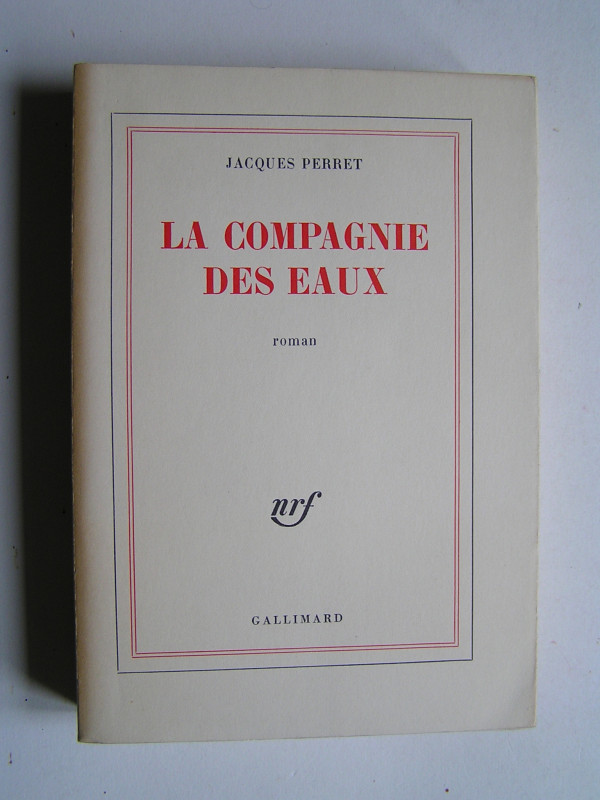 JACQUES PERRET
LA COMPAGNIE
DES EAUX
roman
nrf
GALLIMARD